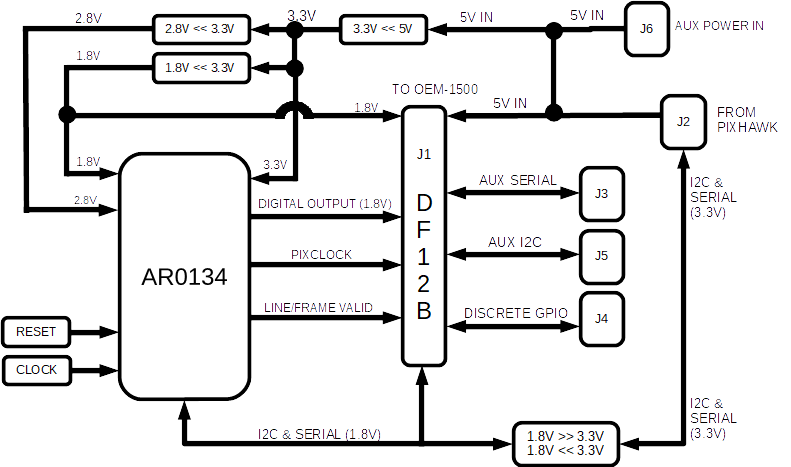 2.8V
2.8V << 3.3V
3.3V
3.3V << 5V
5V IN
5V IN
J6
AUX POWER IN
1.8V
1.8V << 3.3V
TO OEM-1500
1.8V
5V IN
J2
FROM
PIXHAWK
J1
1.8V
3.3V
2.8V
DIGITAL OUTPUT (1.8V)
AUX SERIAL
J3
I2C &
SERIAL
(3.3V)
D
F
1
2
B
AR0134
PIXCLOCK
AUX I2C
J5
LINE/FRAME VALID
DISCRETE GPIO
J4
RESET
CLOCK
I2C & SERIAL (1.8V)
1.8V >> 3.3V
1.8V << 3.3V
I2C &
SERIAL
(3.3V)